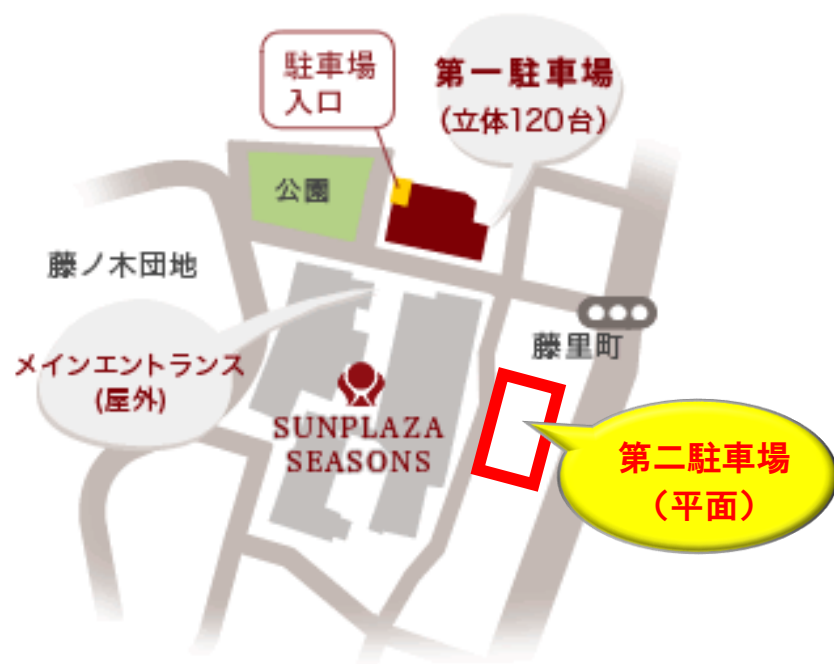 駐車場
入口
第一駐車場
(立体120台)
公園
藤ノ木団地
藤里町
メインエントランス
(屋外)
SUNPLAZA
SEASONS
第二駐車場
（平面）